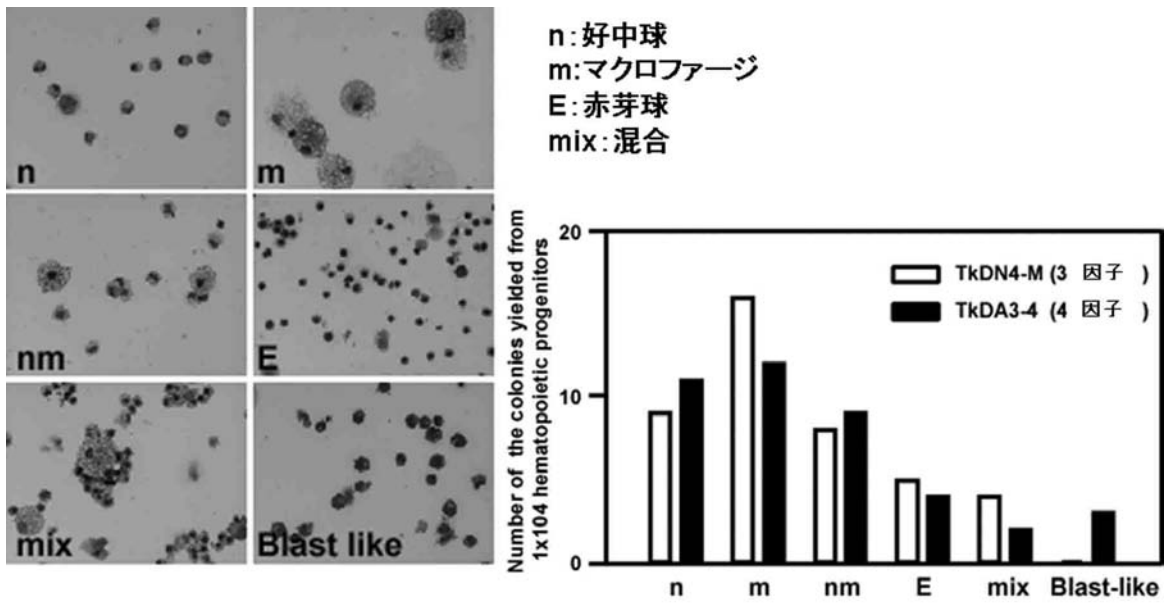 n
m
nm
E
mix
Blast like
n:好中球
m:マクロファージ
E:赤芽球
mix:混合
Number of the colonies yielded from
1x104 hematopoietic progenitors
20
10
0
TkDN4-M (3 因子 )
TkDA3-4 (4 因子 )
n m nm E mix Blast-like